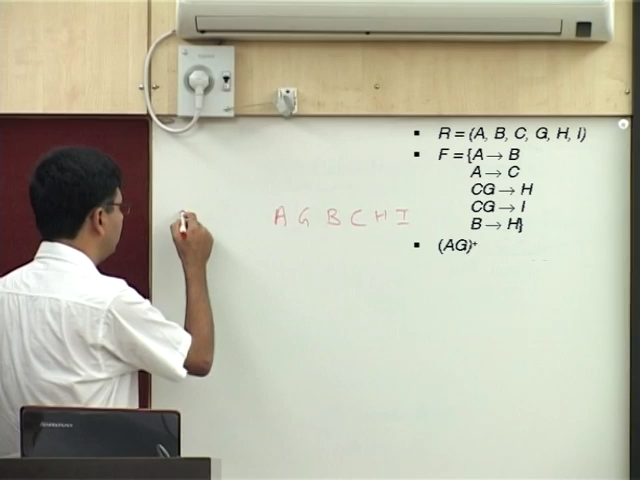 R = (A, B, C, G, H, I)
F = {A → B
A → C
CG → H
CG → I
B → H}
(AG)+
A G B C H I